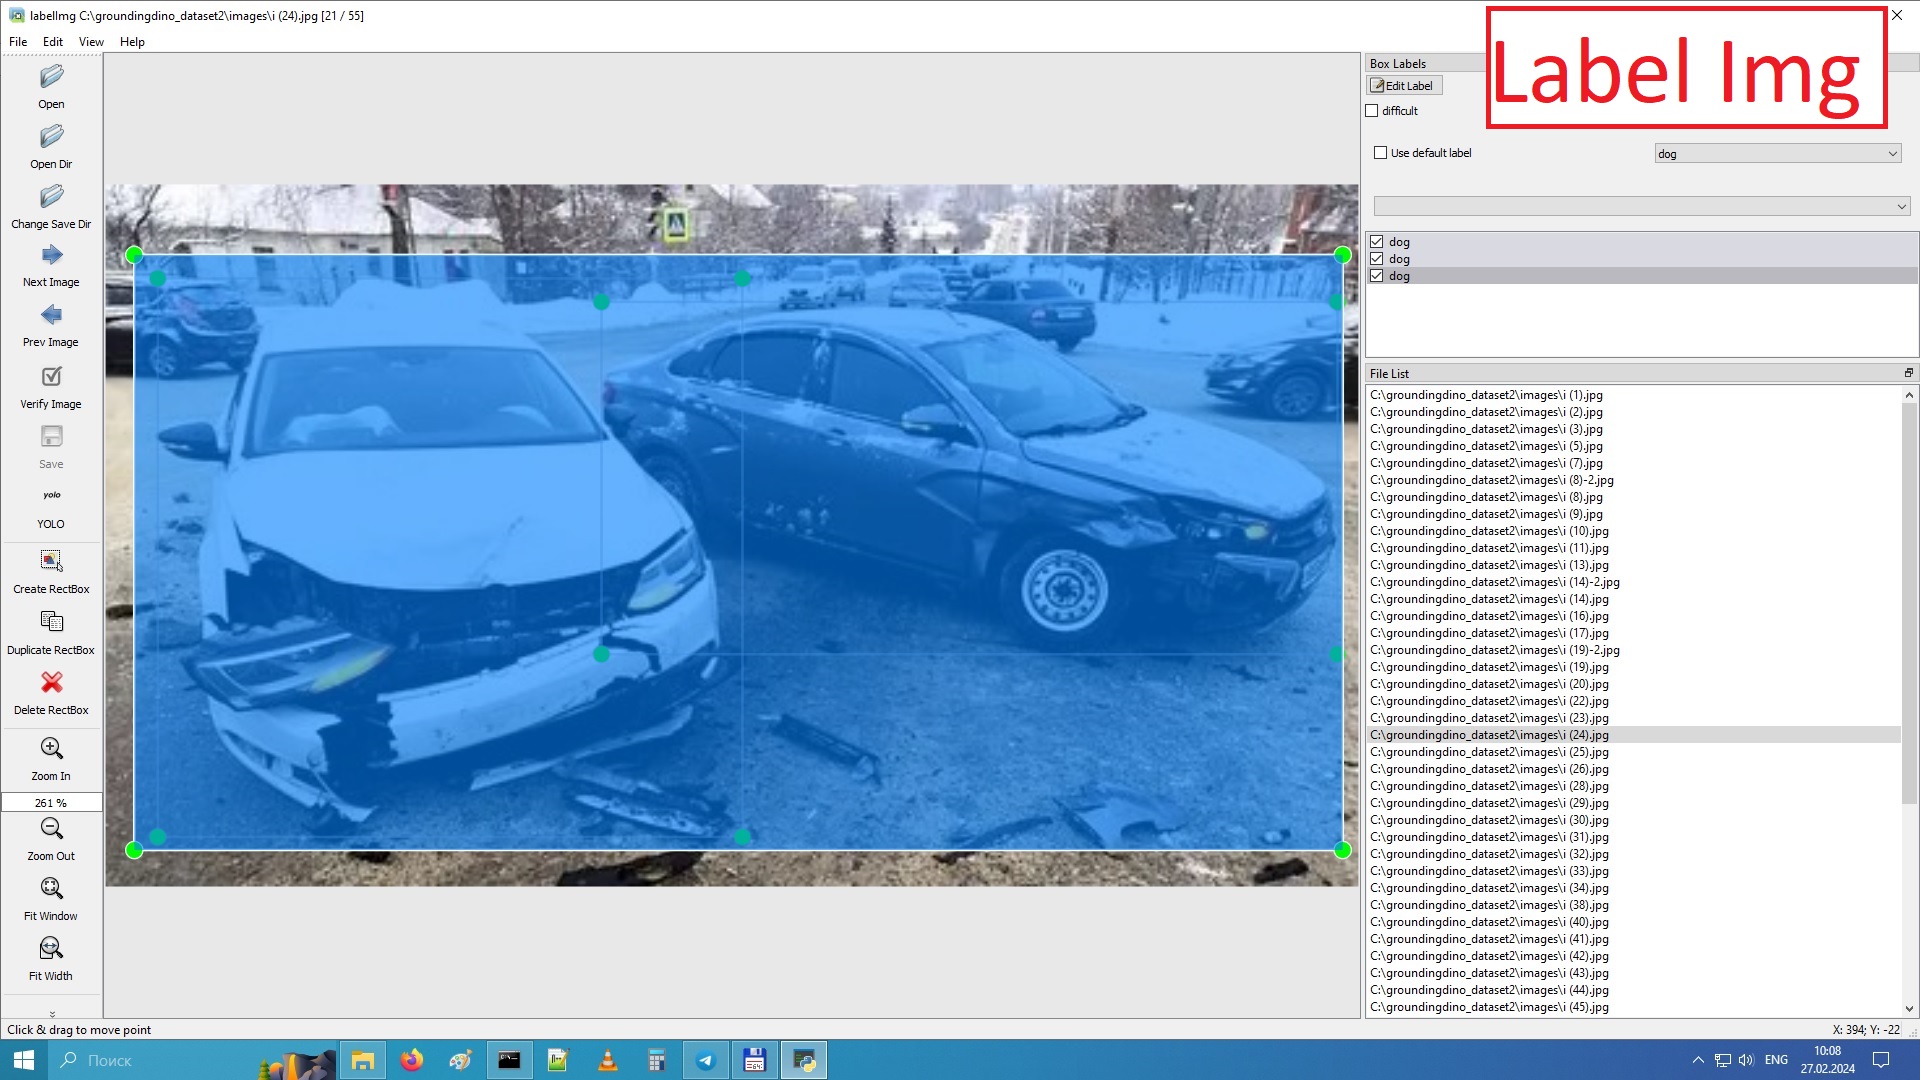 labelImg C:\groundingdino_dataset2\images\i (24).jpg [21 / 55]
File Edit View Help
Label Img
Open
Open Dir
Change Save Dir
Next Image
Prev Image
Verify Image
Save
yolo
YOLO
Create RectBox
Duplicate RectBox
Delete RectBox
Zoom In
261 %
Zoom Out
Fit Window
Fit Width
Box Labels
Edit Label
difficult
Use default label
dog
dog
dog
dog
File List
C:\groundingdino_dataset2\images\i (1).jpg
C:\groundingdino_dataset2\images\i (2).jpg
C:\groundingdino_dataset2\images\i (3).jpg
C:\groundingdino_dataset2\images\i (5).jpg
C:\groundingdino_dataset2\images\i (7).jpg
C:\groundingdino_dataset2\images\i (8)-2.jpg
C:\groundingdino_dataset2\images\i (8).jpg
C:\groundingdino_dataset2\images\i (9).jpg
C:\groundingdino_dataset2\images\i (10).jpg
C:\groundingdino_dataset2\images\i (11).jpg
C:\groundingdino_dataset2\images\i (13).jpg
C:\groundingdino_dataset2\images\i (14)-2.jpg
C:\groundingdino_dataset2\images\i (14).jpg
C:\groundingdino_dataset2\images\i (16).jpg
C:\groundingdino_dataset2\images\i (17).jpg
C:\groundingdino_dataset2\images\i (19)-2.jpg
C:\groundingdino_dataset2\images\i (19).jpg
C:\groundingdino_dataset2\images\i (20).jpg
C:\groundingdino_dataset2\images\i (22).jpg
C:\groundingdino_dataset2\images\i (23).jpg
C:\groundingdino_dataset2\images\i (24).jpg
C:\groundingdino_dataset2\images\i (25).jpg
C:\groundingdino_dataset2\images\i (26).jpg
C:\groundingdino_dataset2\images\i (28).jpg
C:\groundingdino_dataset2\images\i (29).jpg
C:\groundingdino_dataset2\images\i (30).jpg
C:\groundingdino_dataset2\images\i (31).jpg
C:\groundingdino_dataset2\images\i (32).jpg
C:\groundingdino_dataset2\images\i (33).jpg
C:\groundingdino_dataset2\images\i (34).jpg
C:\groundingdino_dataset2\images\i (38).jpg
C:\groundingdino_dataset2\images\i (40).jpg
C:\groundingdino_dataset2\images\i (41).jpg
C:\groundingdino_dataset2\images\i (42).jpg
C:\groundingdino_dataset2\images\i (43).jpg
C:\groundingdino_dataset2\images\i (44).jpg
C:\groundingdino_dataset2\images\i (45).jpg
Click & drag to move point
X: 394; Y: -22
Поиск
ENG
10:08
27.02.2024